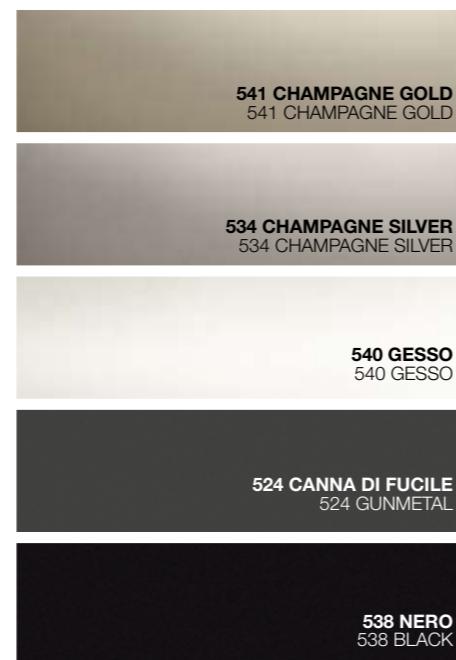 541 CHAMPAGNE GOLD
541 CHAMPAGNE GOLD
534 CHAMPAGNE SILVER
534 CHAMPAGNE SILVER
540 GESSO
540 GESSO
524 CANNA DI FUCILE
524 GUNMETAL
538 NERO
538 BLACK